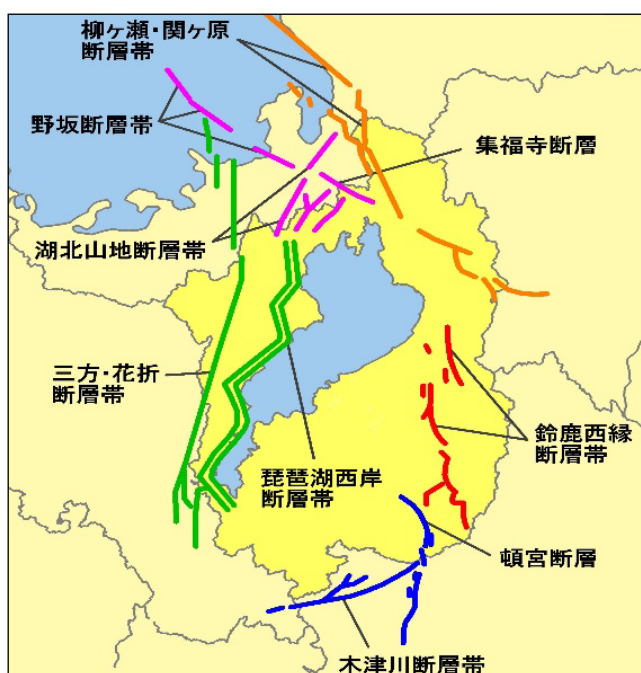 柳ヶ瀬・関ヶ原
断層帯
野坂断層帯
集福寺断層
湖北山地断層帯
三方・花折
断層帯
鈴鹿西縁
断層帯
琵琶湖西岸
断層帯
頓宮断層
木津川断層帯